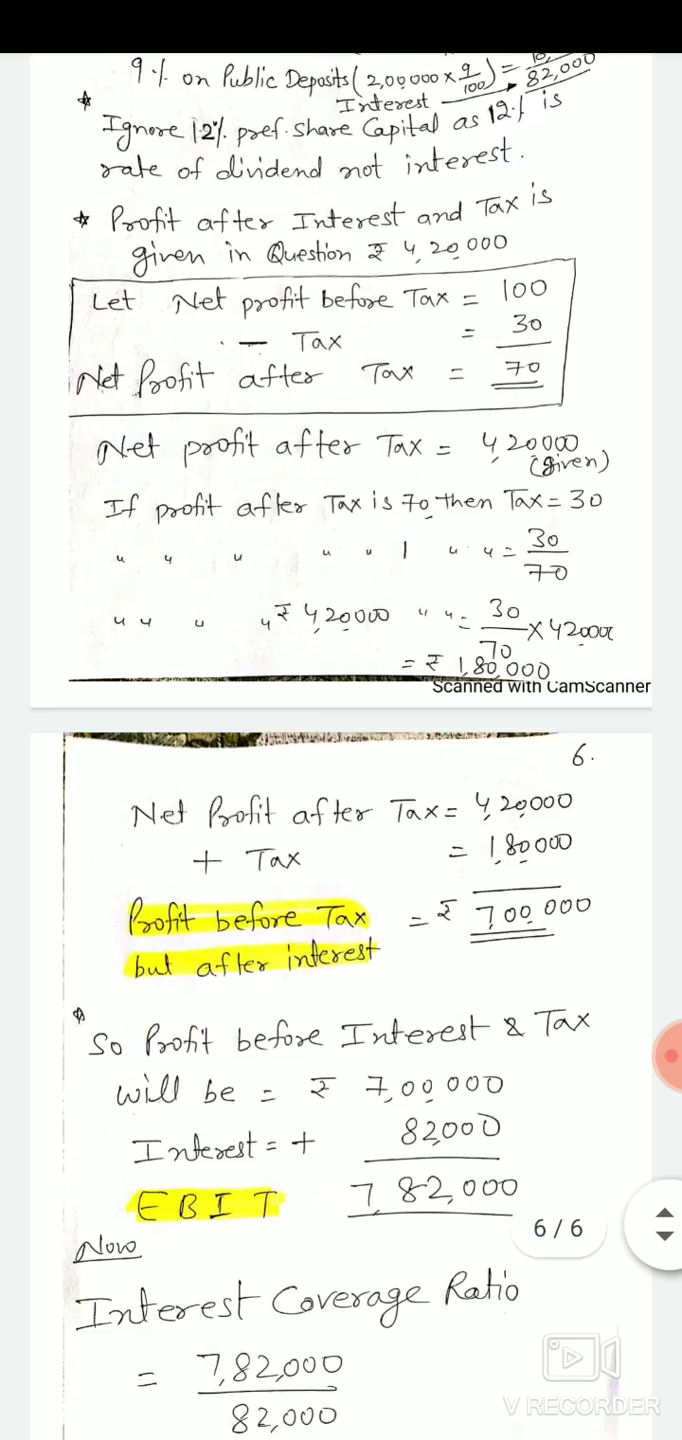 9% on Public Deposits (2,00,000 × 9/100) = 18,000
Interest → 82,000
* Ignore 12% pref. share Capital as 12% is
rate of dividend not interest.
* Profit after Interest and Tax is
given in Question ₹ 4,20,000
Let Net profit before Tax = 100
— Tax = 30
Net Profit after Tax = 70
Net profit after Tax = 4,20000
(given)
If profit after Tax is 70 then Tax = 30
" " " " " 1 " " = 30/70
" " " " ₹ 4,20000 " " = 30/70 × 420000
= ₹ 1,80,000
Scanned with CamScanner
6.
Net Profit after Tax = 4,20,000
+ Tax = 1,80,000
Profit before Tax = ₹ 7,00,000
but after interest
* So Profit before Interest & Tax
will be = ₹ 7,00,000
Interest = + 82,000
EBIT 7,82,000
6 / 6
Now
Interest Coverage Ratio
= 7,82,000
82,000
V RECORDER